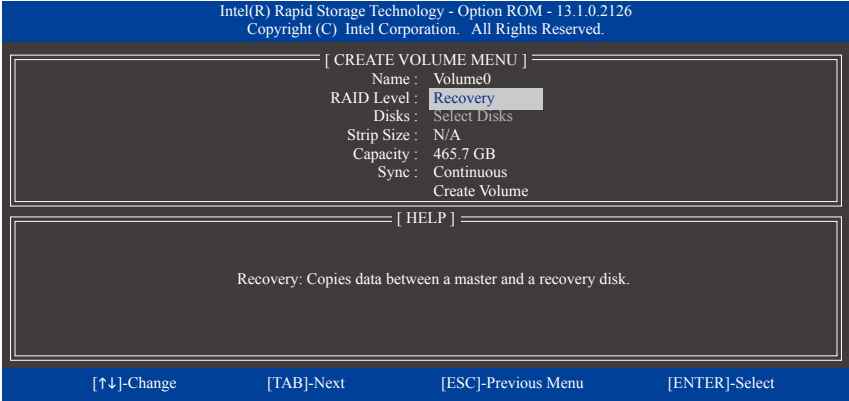 Intel(R) Rapid Storage Technology - Option ROM - 13.1.0.2126
Copyright (C) Intel Corporation. All Rights Reserved.
[ CREATE VOLUME MENU ]
Name : Volume0
RAID Level : Recovery
Disks : Select Disks
Strip Size : N/A
Capacity : 465.7 GB
Sync : Continuous
Create Volume
[ HELP ]
Recovery: Copies data between a master and a recovery disk.
[↑↓]-Change [TAB]-Next [ESC]-Previous Menu [ENTER]-Select